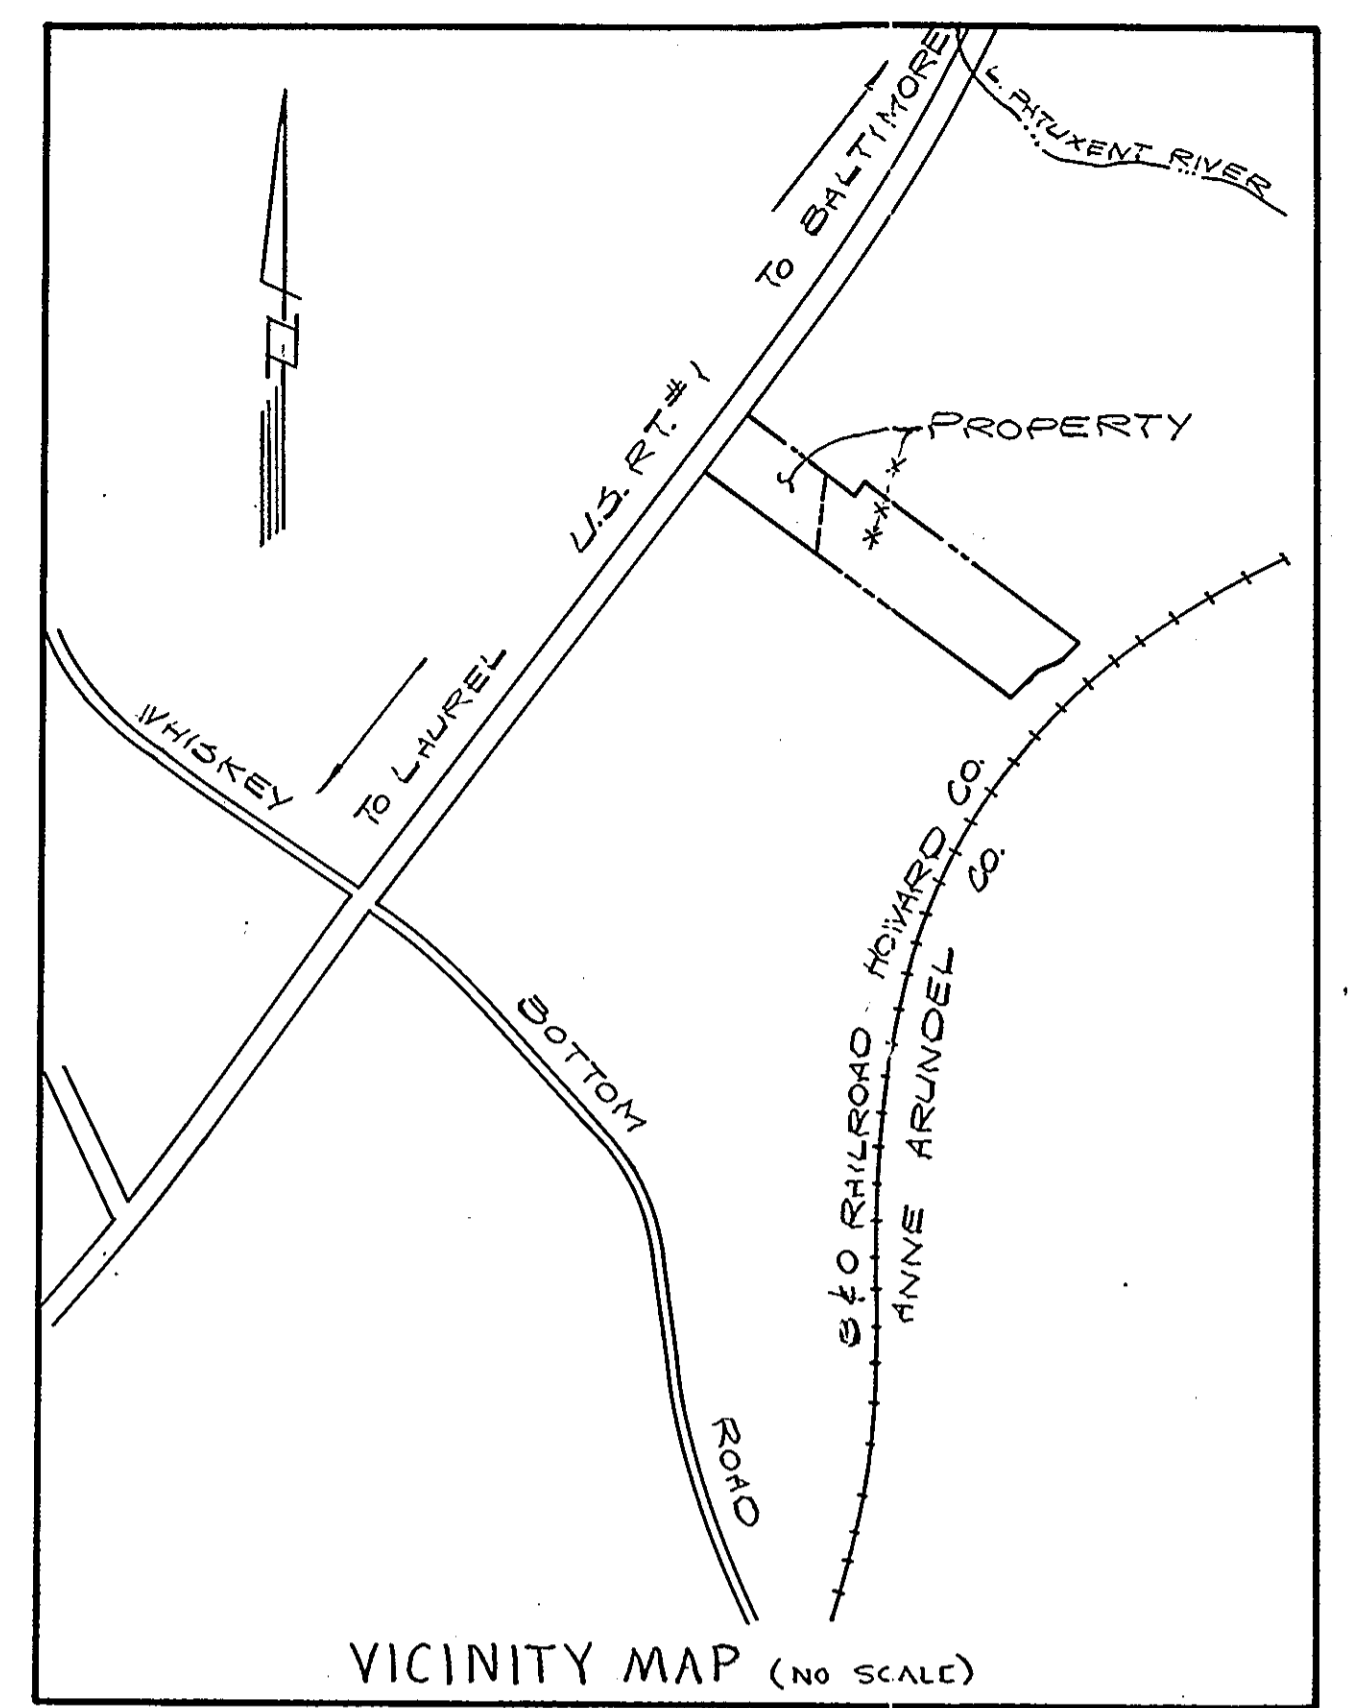 TO BALTIMORE
L. PATUXENT RIVER
U.S. RT. #1
PROPERTY
TO LAUREL
WHISKEY
BOTTOM
ROAD
HOWARD CO.
ANNE ARUNDEL CO.
B & O RAILROAD
VICINITY MAP (NO SCALE)